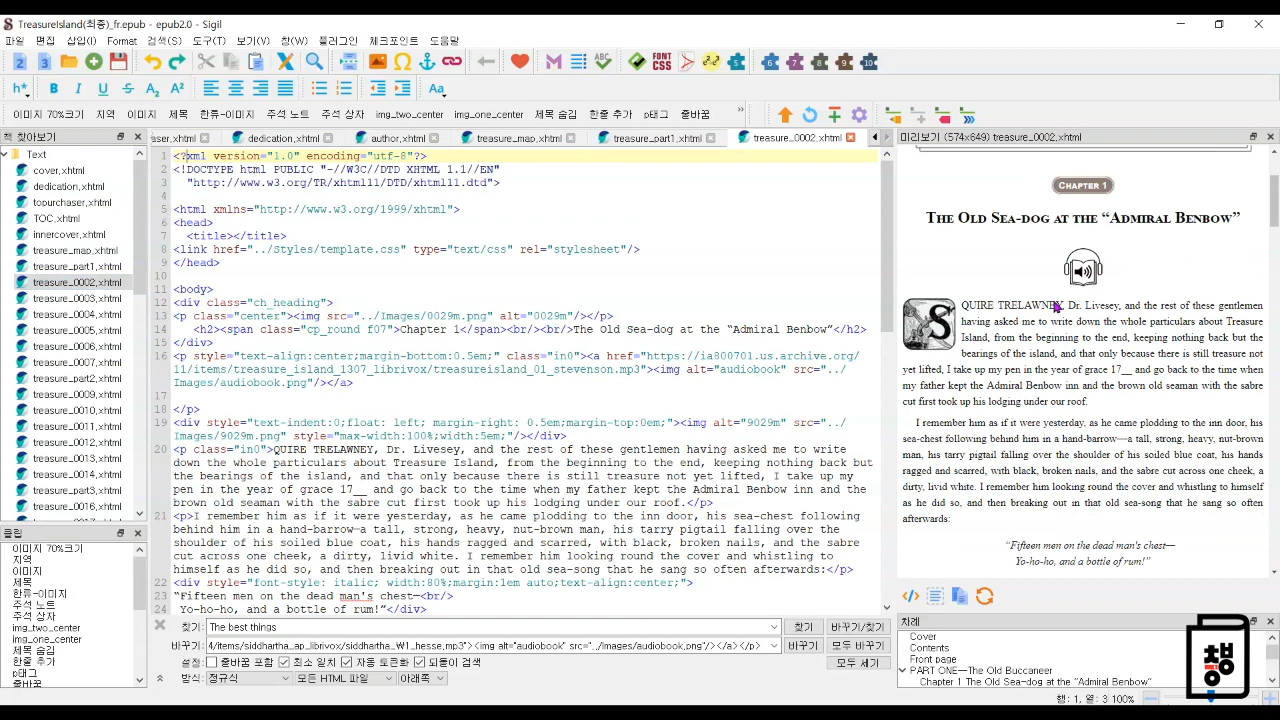 TreasureIsland(최종)_fr.epub - epub2.0 - Sigil
파일 편집 삽입(I) Format 검색(S) 도구(T) 보기(V) 창(W) 플러그인 체크포인트 도움말
이미지 70%크기 지역 이미지 제목 한류-이미지 주석 노트 주석 상자 img_two_center img_one_center 제목 숨김 한줄 추가 p태그 줄바꿈
책 찾아보기
Text
cover.xhtml
dedication.xhtml
topurchaser.xhtml
TOC.xhtml
innercover.xhtml
treasure_map.xhtml
treasure_part1.xhtml
treasure_0002.xhtml
treasure_0003.xhtml
treasure_0004.xhtml
treasure_0005.xhtml
treasure_0006.xhtml
treasure_0007.xhtml
treasure_part2.xhtml
treasure_0009.xhtml
treasure_0010.xhtml
treasure_0011.xhtml
treasure_0012.xhtml
treasure_0013.xhtml
treasure_0014.xhtml
treasure_part3.xhtml
treasure_0016.xhtml
클립
이미지 70%크기
지역
이미지
제목
한류-이미지
주석 노트
주석 상자
img_two_center
img_one_center
제목 숨김
한줄 추가
p태그
줄바꿈
aser.xhtml dedication.xhtml author.xhtml treasure_map.xhtml treasure_part1.xhtml treasure_0002.xhtml
1 <?xml version="1.0" encoding="utf-8"?>
2 <!DOCTYPE html PUBLIC "-//W3C//DTD XHTML 1.1//EN"
3 "http://www.w3.org/TR/xhtml11/DTD/xhtml11.dtd">
4
5 <html xmlns="http://www.w3.org/1999/xhtml">
6 <head>
7 <title></title>
8 <link href="../Styles/template.css" type="text/css" rel="stylesheet"/>
9 </head>
10
11 <body>
12 <div class="ch_heading">
13 <p class="center"><img src="../Images/0029m.png" alt="0029m"/></p>
14 <h2><span class="cp_round f07">Chapter 1</span><br/><br/>The Old Sea-dog at the “Admiral Benbow”</h2>
15 </div>
16 <p style="text-align:center;margin-bottom:0.5em;" class="in0"><a href="https://ia800701.us.archive.org/
11/items/treasure_island_1307_librivox/treasureisland_01_stevenson.mp3"><img alt="audiobook" src="../
Images/audiobook.png"/></a>
17
18 </p>
19 <div style="text-indent:0;float: left; margin-right: 0.5em;margin-top:0em;"><img alt="9029m" src="../
Images/9029m.png" style="max-width:100%;width:5em;"/></div>
20 <p class="in0">QUIRE TRELAWNEY, Dr. Livesey, and the rest of these gentlemen having asked me to write
down the whole particulars about Treasure Island, from the beginning to the end, keeping nothing back but
the bearings of the island, and that only because there is still treasure not yet lifted, I take up my
pen in the year of grace 17__ and go back to the time when my father kept the Admiral Benbow inn and the
brown old seaman with the sabre cut first took up his lodging under our roof.</p>
21 <p>I remember him as if it were yesterday, as he came plodding to the inn door, his sea-chest following
behind him in a hand-barrow—a tall, strong, heavy, nut-brown man, his tarry pigtail falling over the
shoulder of his soiled blue coat, his hands ragged and scarred, with black, broken nails, and the sabre
cut across one cheek, a dirty, livid white. I remember him looking round the cover and whistling to
himself as he did so, and then breaking out in that old sea-song that he sang so often afterwards:</p>
22 <div style="font-style: italic; width:80%;margin:1em auto;text-align:center;">
23 “Fifteen men on the dead man's chest—<br/>
24 Yo-ho-ho, and a bottle of rum!”</div>
찾기: The best things 찾기 바꾸기/찾기
바꾸기: 4/items/siddhartha_ap_librivox/siddhartha_₩1_hesse.mp3"><img alt="audiobook" src="../Images/audiobook.png"/></a></p> 바꾸기 모두 바꾸기
설정: 줄바꿈 포함 최소 일치 자동 토큰화 되돌이 검색 모두 세기
방식: 정규식 모든 HTML 파일 아래쪽
미리보기 (574x649) treasure_0002.xhtml
CHAPTER 1
THE OLD SEA-DOG AT THE “ADMIRAL BENBOW”
S QUIRE TRELAWNEY, Dr. Livesey, and the rest of these gentlemen
having asked me to write down the whole particulars about Treasure
Island, from the beginning to the end, keeping nothing back but the
bearings of the island, and that only because there is still treasure not
yet lifted, I take up my pen in the year of grace 17__ and go back to the time when
my father kept the Admiral Benbow inn and the brown old seaman with the sabre
cut first took up his lodging under our roof.
I remember him as if it were yesterday, as he came plodding to the inn door, his
sea-chest following behind him in a hand-barrow—a tall, strong, heavy, nut-brown
man, his tarry pigtail falling over the shoulder of his soiled blue coat, his hands
ragged and scarred, with black, broken nails, and the sabre cut across one cheek, a
dirty, livid white. I remember him looking round the cover and whistling to himself
as he did so, and then breaking out in that old sea-song that he sang so often
afterwards:
“Fifteen men on the dead man's chest—
Yo-ho-ho, and a bottle of rum!”
차례
Cover
Contents
Front page
PART ONE—The Old Buccaneer
Chapter 1 The Old Sea-dog at the “Admiral Benbow”
행: 1, 열: 3 100%